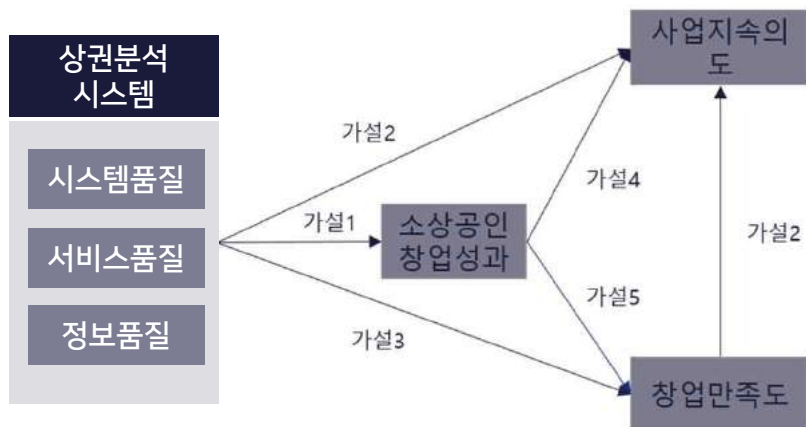 상권분석
시스템
시스템품질
서비스품질
정보품질
가설2
가설1
가설3
소상공인
창업성과
가설4
가설5
사업지속의
도
가설2
창업만족도